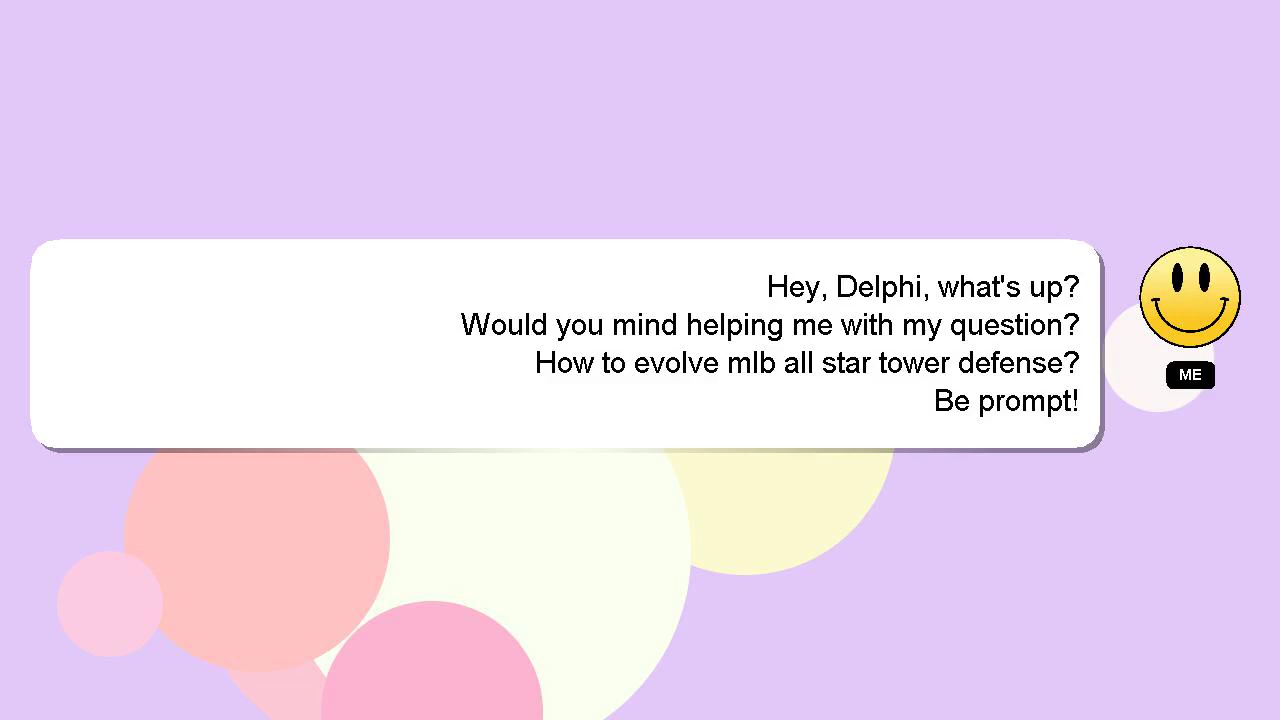 Hey, Delphi, what's up?
Would you mind helping me with my question?
How to evolve mlb all star tower defense?
Be prompt!
ME